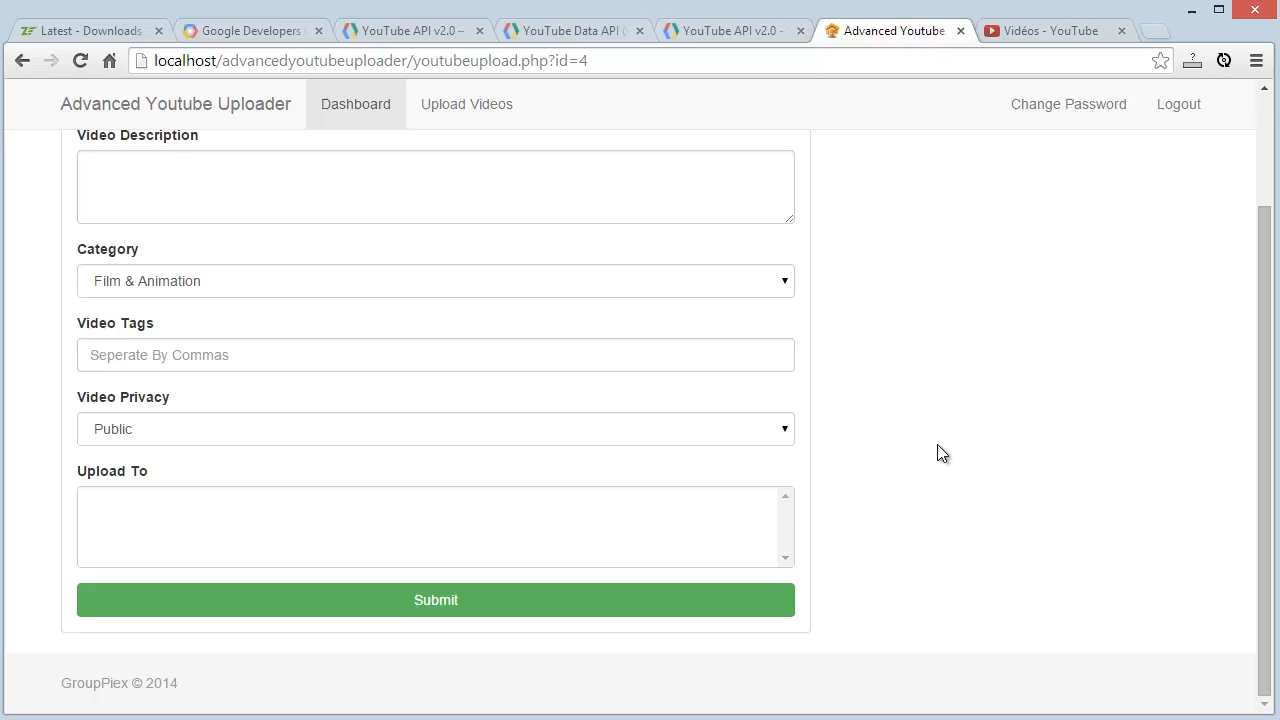 Latest - Downloads
Google Developers
YouTube API v2.0 –
YouTube Data API (
YouTube API v2.0 -
Advanced Youtube
Vidéos - YouTube
localhost/advancedyoutubeuploader/youtubeupload.php?id=4
Advanced Youtube Uploader
Dashboard
Upload Videos
Change Password
Logout
Video Description
Category
Film & Animation
Video Tags
Seperate By Commas
Video Privacy
Public
Upload To
Submit
GroupPiex © 2014